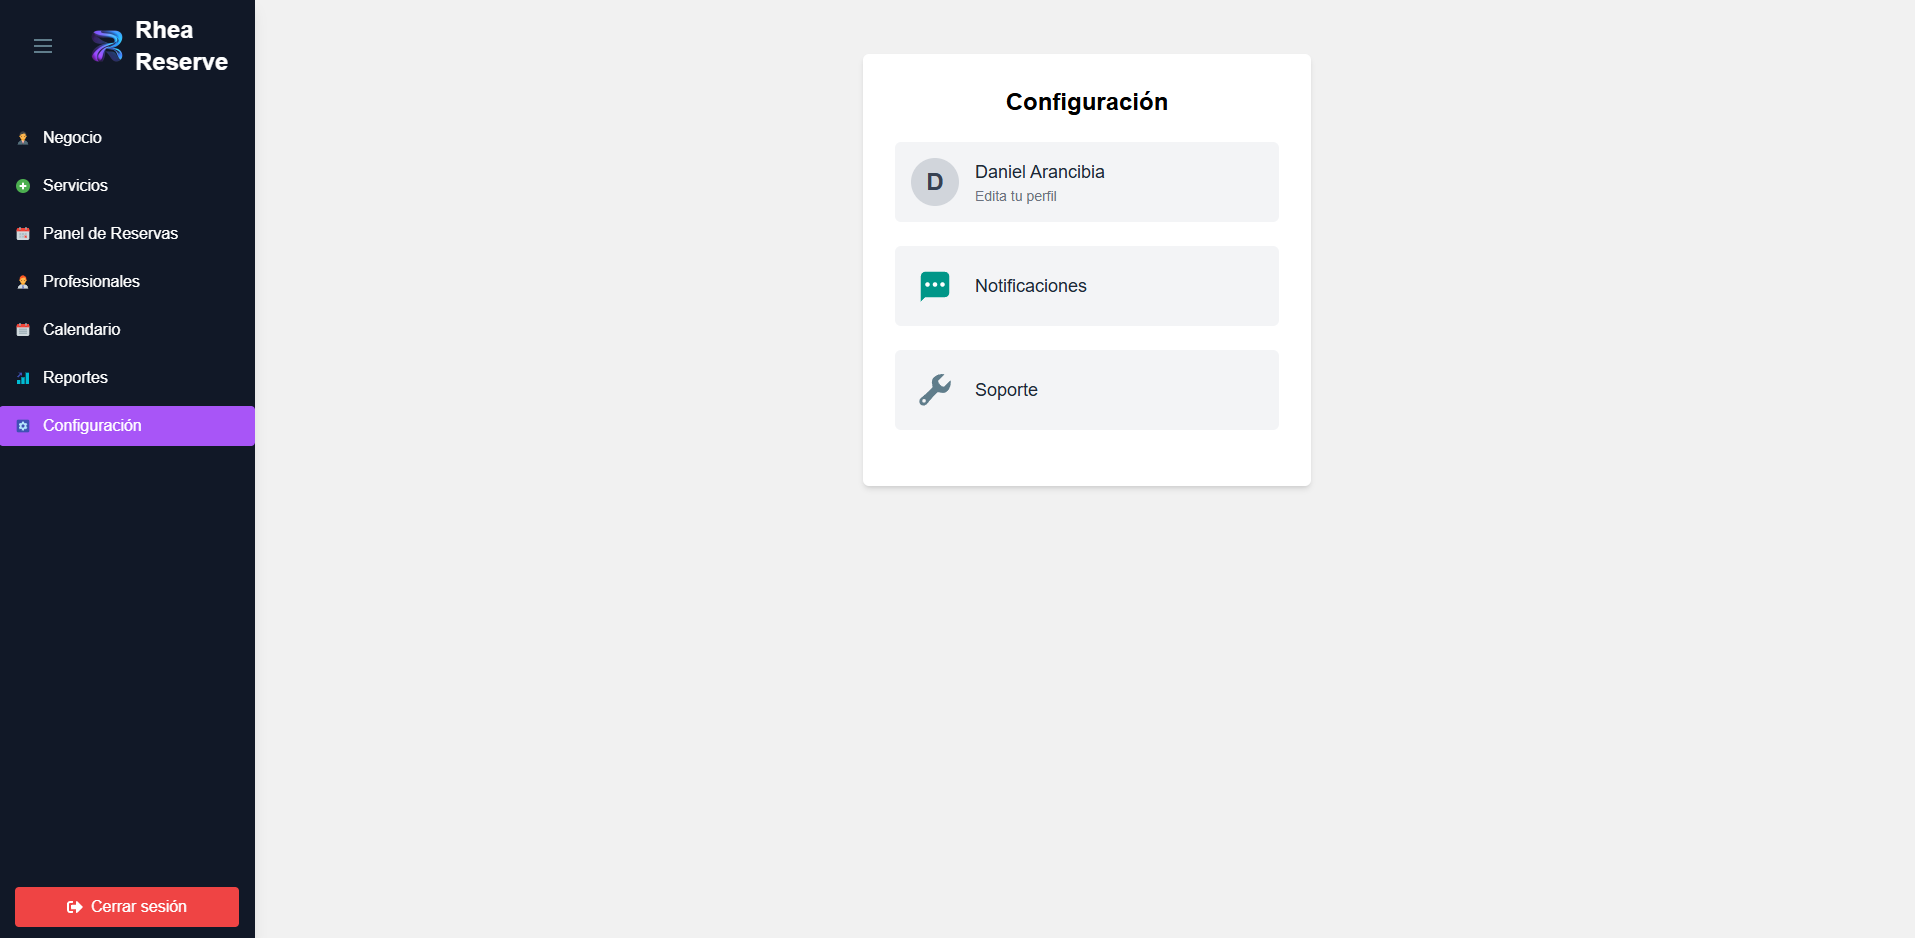 Rhea
Reserve
Negocio
Servicios
Panel de Reservas
Profesionales
Calendario
Reportes
Configuración
Cerrar sesión
Configuración
D
Daniel Arancibia
Edita tu perfil
Notificaciones
Soporte